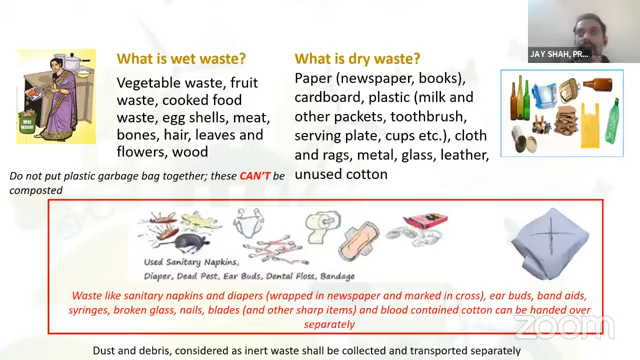 JAY SHAH, PR...
What is wet waste?
Vegetable waste, fruit
waste, cooked food
waste, egg shells, meat,
bones, hair, leaves and
flowers, wood
What is dry waste?
Paper (newspaper, books),
cardboard, plastic (milk and
other packets, toothbrush,
serving plate, cups etc.), cloth
and rags, metal, glass, leather,
unused cotton
Wet
Waste
Do not put plastic garbage bag together; these CAN'T be
composted
Used Sanitary Napkins,
Diaper, Dead Pest, Ear Buds, Dental Floss, Bandage
Waste like sanitary napkins and diapers (wrapped in newspaper and marked in cross), ear buds, band aids,
syringes, broken glass, nails, blades (and other sharp items) and blood contained cotton can be handed over
separately
zoom
Dust and debris, considered as inert waste shall be collected and transported separately